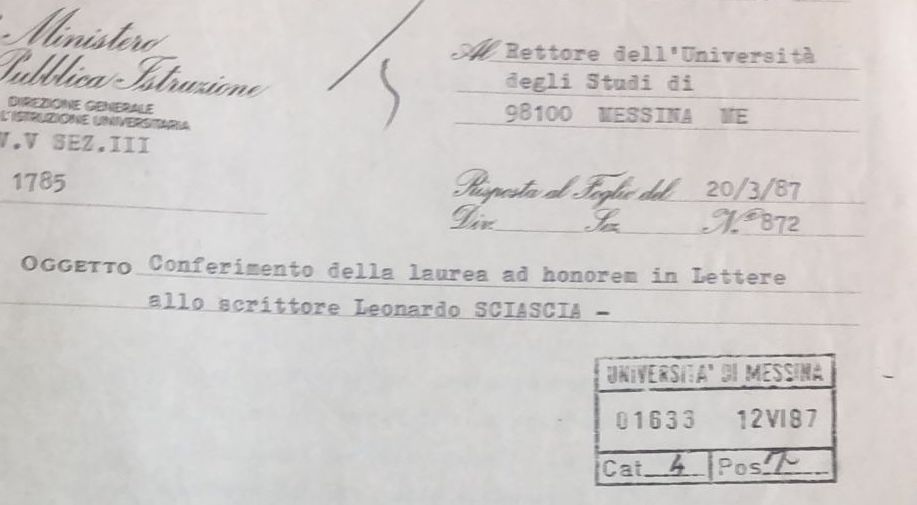 Ministero
Pubblica Istruzione
DIREZIONE GENERALE
L'ISTRUZIONE UNIVERSITARIA
V.V SEZ.III
1785
Al Rettore dell'Università
degli Studi di
98100 MESSINA ME
Risposta al Foglio del 20/3/87
Div. Sez. N.º 872
OGGETTO Conferimento della laurea ad honorem in Lettere
allo scrittore Leonardo SCIASCIA -
UNIVERSITA' DI MESSINA
01633 12VI87
Cat. 4 Pos.